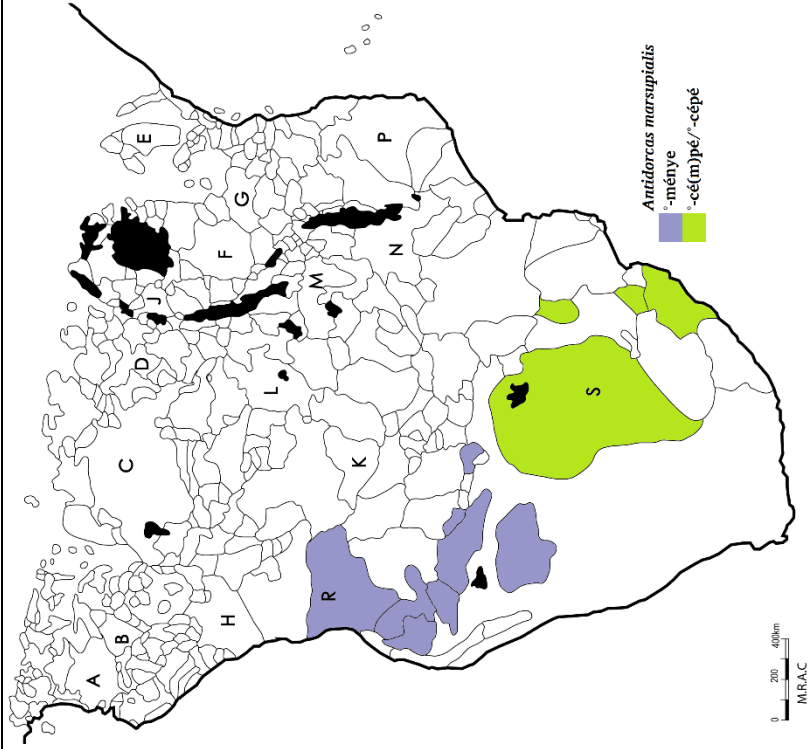 Antidorcas marsupialis
°-ményé
°-cé(m)pé/°-cépé
A
B
C
D
E
F
G
H
J
K
L
M
N
P
R
S
0 200 400km
M.R.A.C